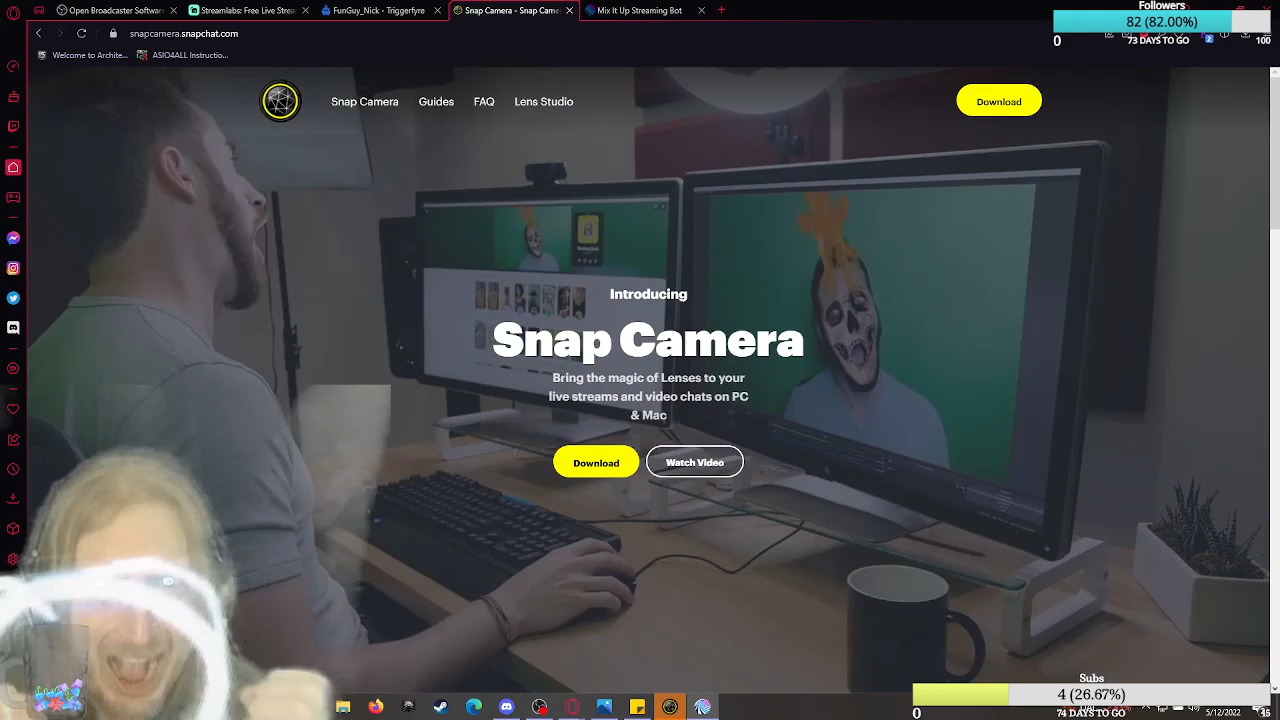 Open Broadcaster Software
Streamlabs: Free Live Strea
FunGuy_Nick - Triggerfyre
Snap Camera - Snap Came
Mix It Up Streaming Bot
Followers
82 (82.00%)
0
73 DAYS TO GO
2
100
snapcamera.snapchat.com
Welcome to Archite...
ASIO4ALL Instructio...
Snap Camera
Guides
FAQ
Lens Studio
Download
Introducing
Snap Camera
Bring the magic of Lenses to your
live streams and video chats on PC
& Mac
Download
Watch Video
Subs
4 (26.67%)
0
74 DAYS TO GO
5/12/2022